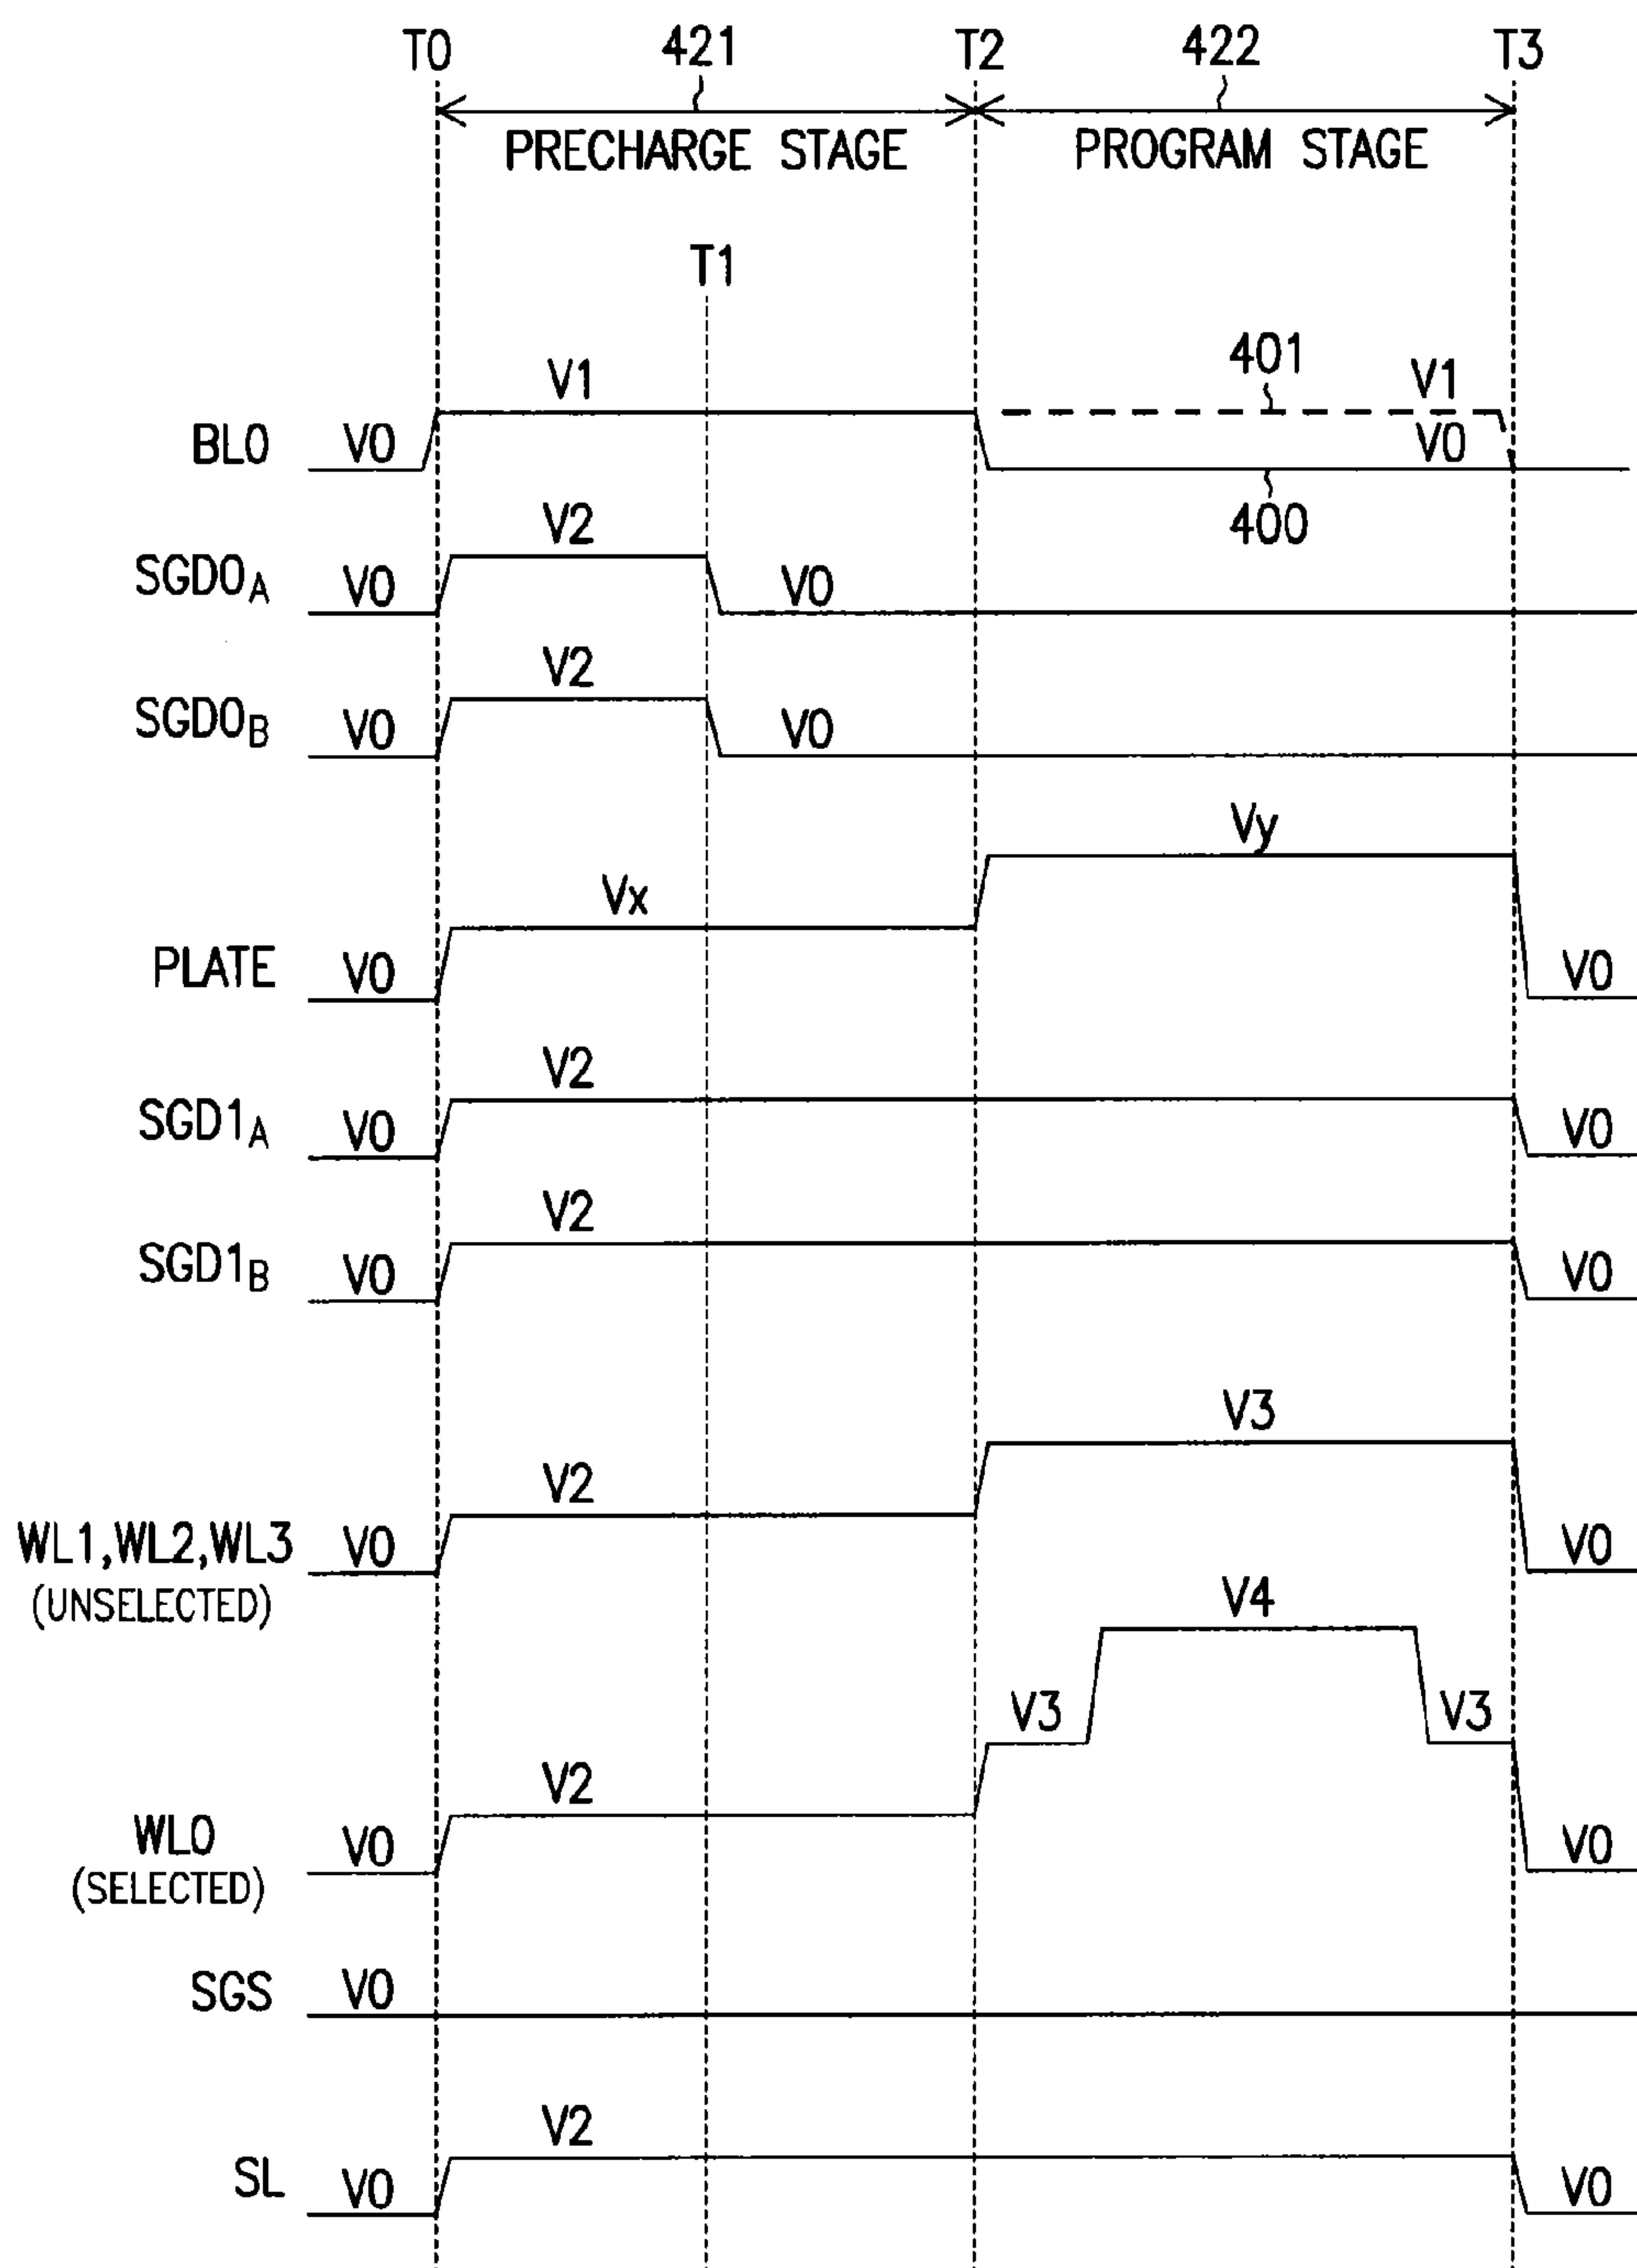 T0 421 T2 422 T3
PRECHARGE STAGE PROGRAM STAGE
T1
BL0 V0 V1 401 V1 V0 400
SGD0A V0 V2 V0
SGD0B V0 V2 V0
PLATE V0 Vx Vy V0
SGD1A V0 V2 V0
SGD1B V0 V2 V0
WL1,WL2,WL3 V0 V2 V3 V0
(UNSELECTED)
WL0 V0 V2 V3 V4 V3 V0
(SELECTED)
SGS V0
SL V0 V2 V0